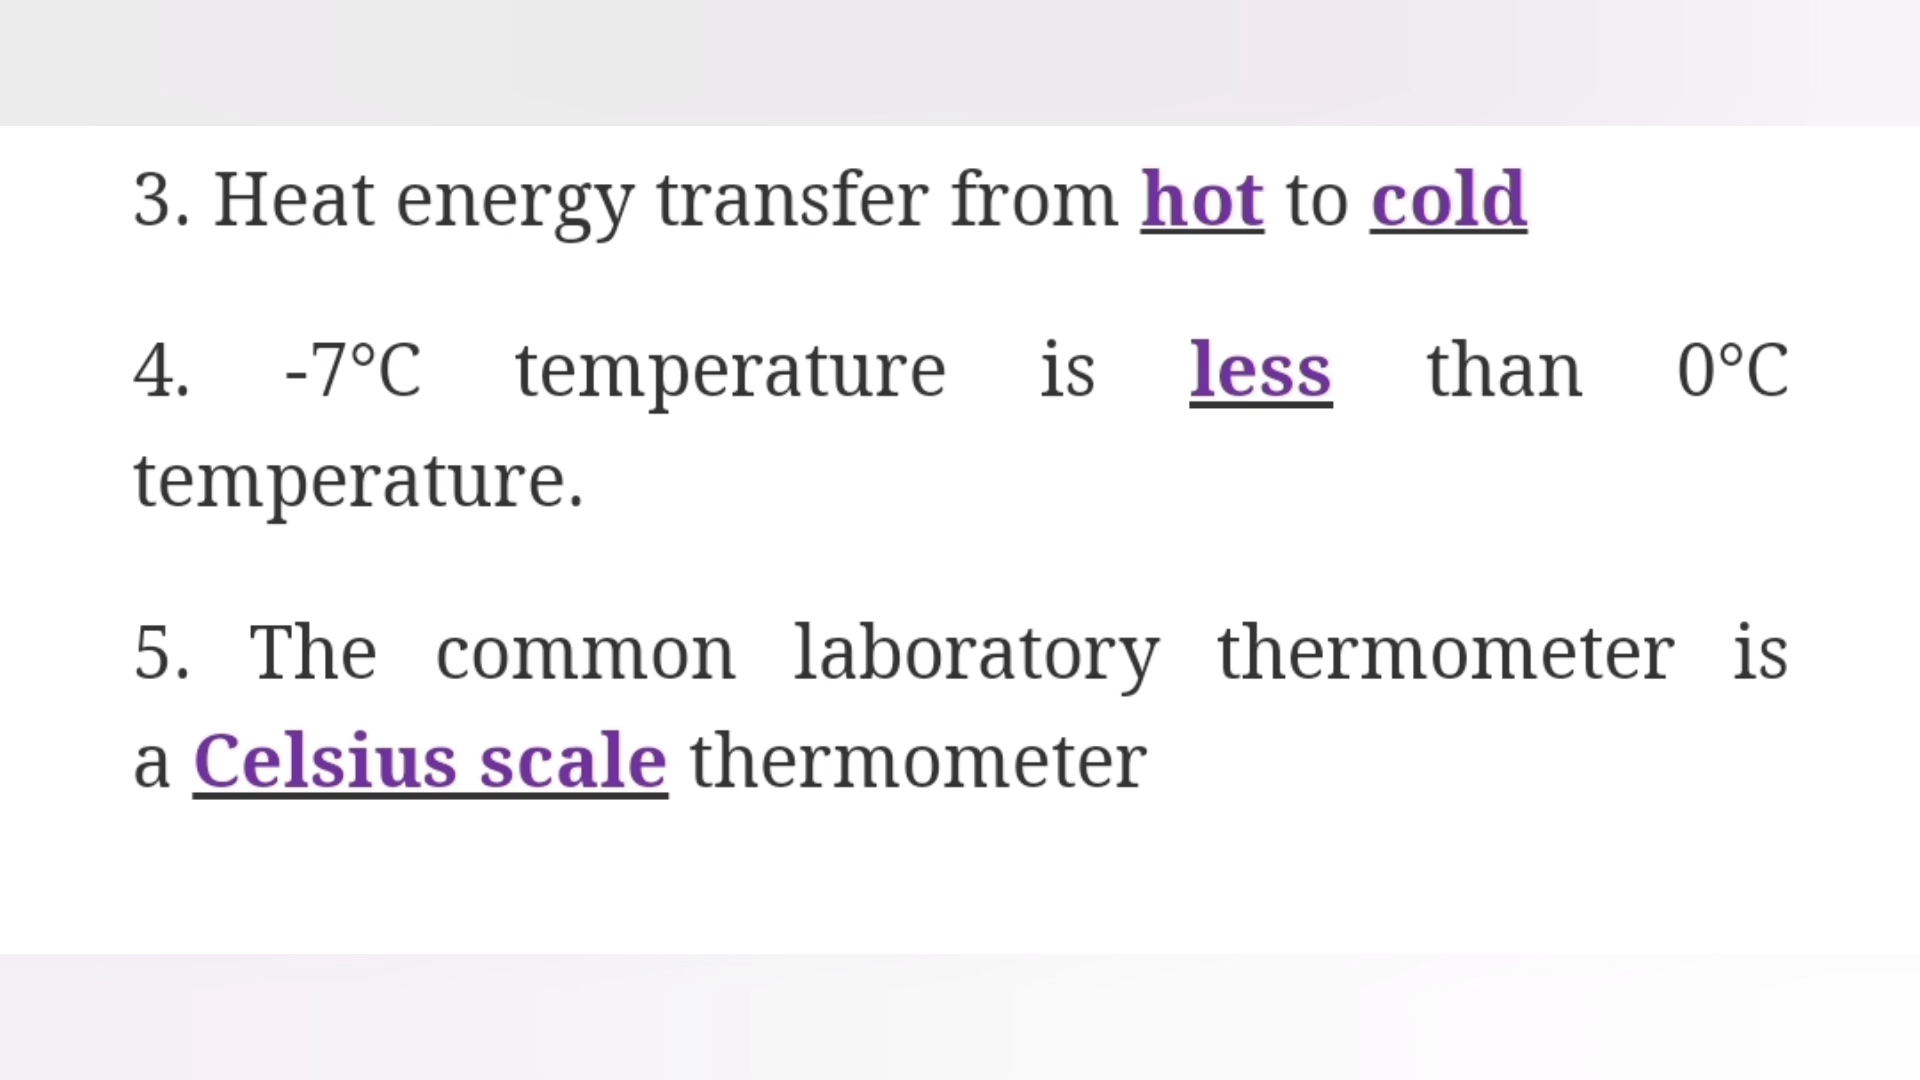 3. Heat energy transfer from hot to cold
4. -7°C temperature is less than 0°C
temperature.
5. The common laboratory thermometer is
a Celsius scale thermometer